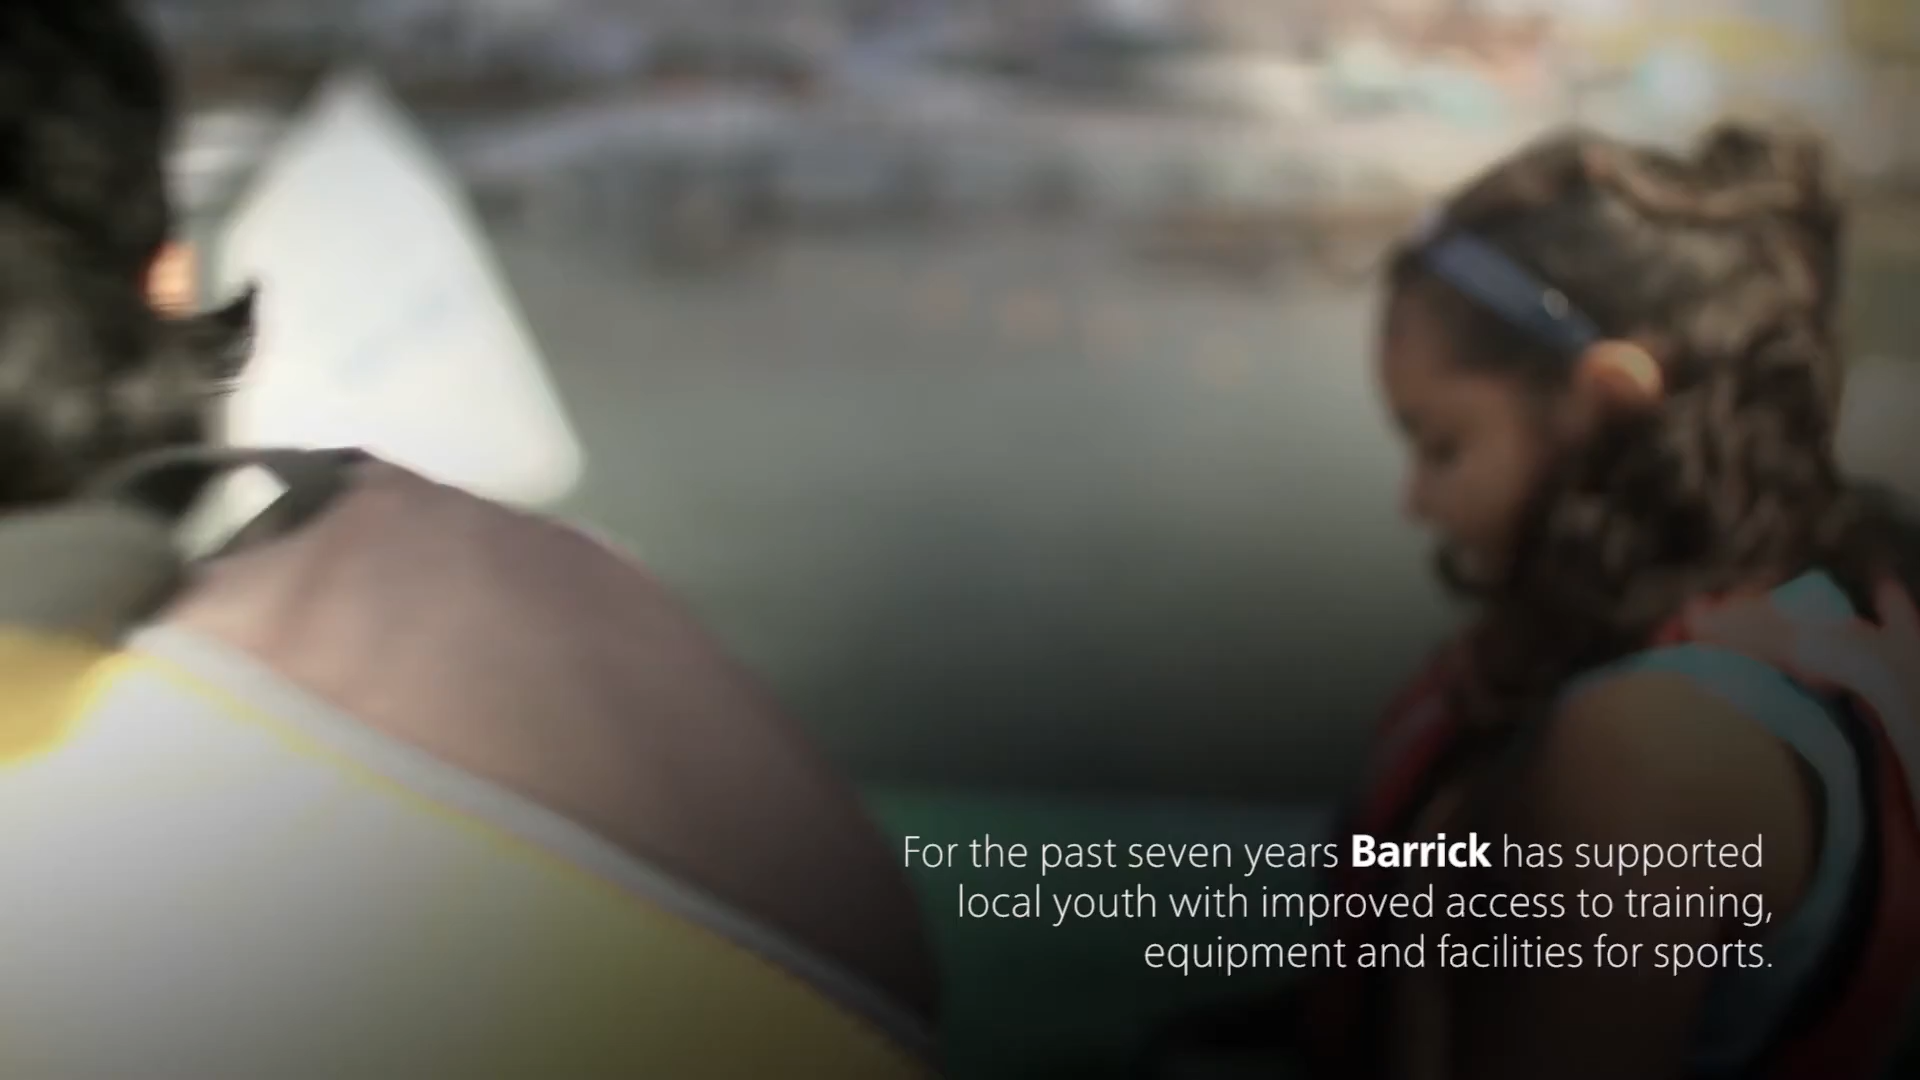 For the past seven years Barrick has supported
local youth with improved access to training,
equipment and facilities for sports.